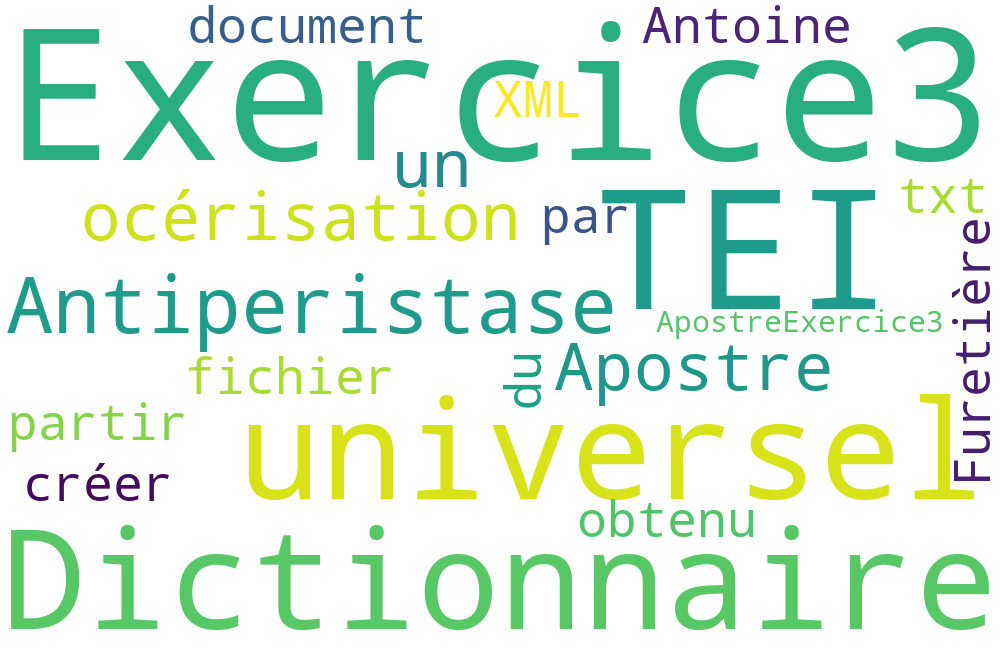 document Antoine
Exercice3
XML
un
océrisation par TEI txt
Antiperistase
ApostreExercice3
Furetière
fichier du Apostre
partir universel
créer
obtenu
Dictionnaire